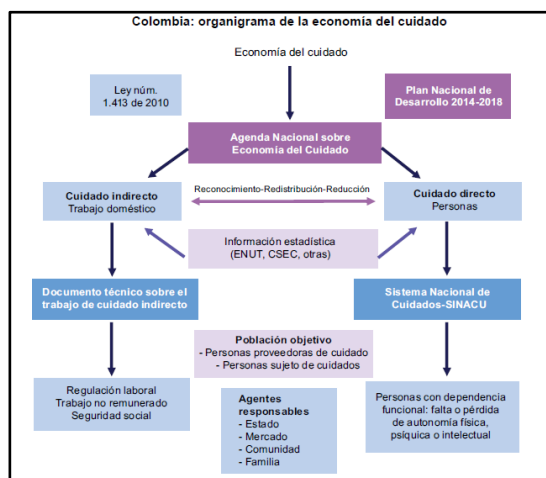 Colombia: organigrama de la economía del cuidado
Economía del cuidado
Ley núm.
1.413 de 2010
Plan Nacional de
Desarrollo 2014-2018
Agenda Nacional sobre
Economía del Cuidado
Cuidado indirecto
Trabajo doméstico
Reconocimiento-Redistribución-Reducción
Cuidado directo
Personas
Información estadística
(ENUT, CSEC, otras)
Documento técnico sobre el
trabajo de cuidado indirecto
Sistema Nacional de
Cuidados-SINACU
Población objetivo
- Personas proveedoras de cuidado
- Personas sujeto de cuidados
Regulación laboral
Trabajo no remunerado
Seguridad social
Agentes
responsables
- Estado
- Mercado
- Comunidad
- Familia
Personas con dependencia
funcional: falta o pérdida
de autonomía física,
psíquica o intelectual